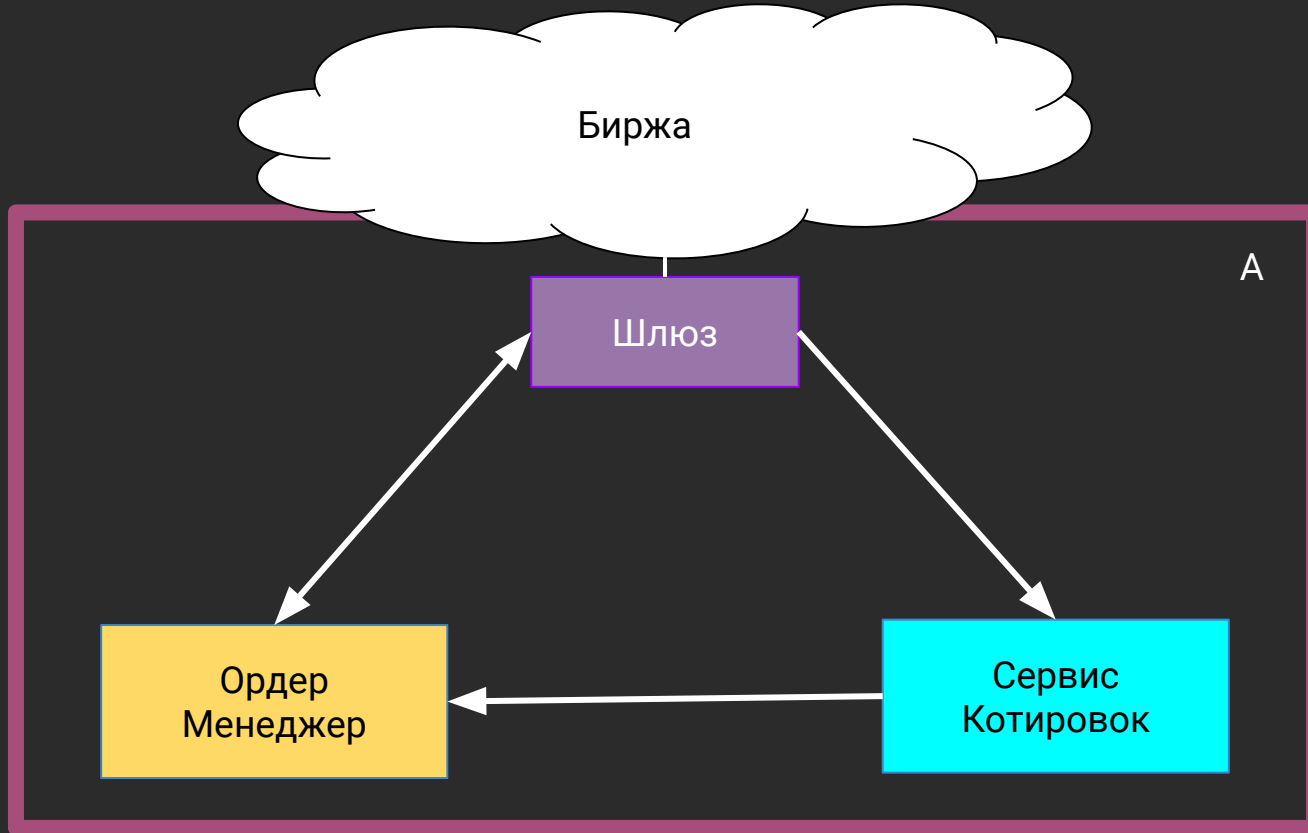 Биржа
А
Шлюз
Ордер
Менеджер
Сервис
Котировок